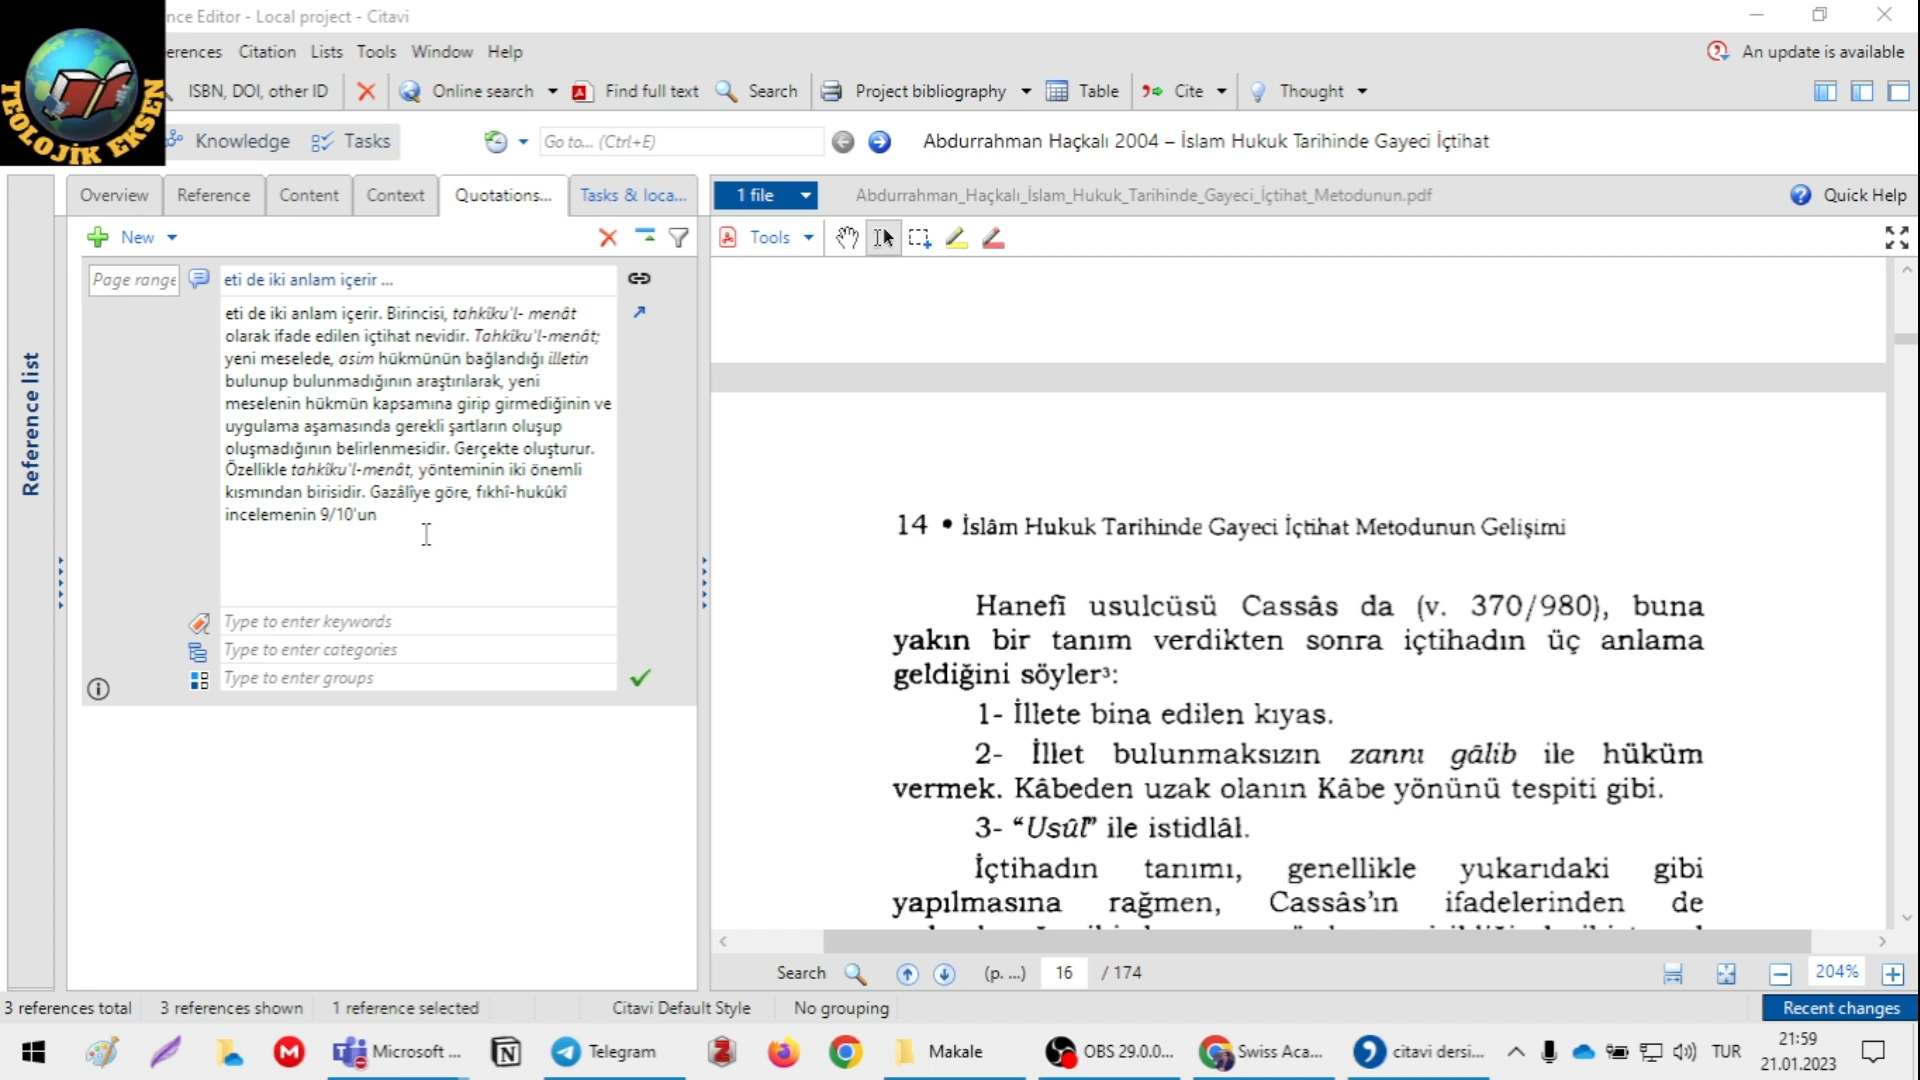 nce Editor - Local project - Citavi
erences Citation Lists Tools Window Help
An update is available
ISBN, DOI, other ID Online search Find full text Search Project bibliography Table Cite Thought
TEOLOJİK EKSEN
Knowledge Tasks Go to... (Ctrl+E) Abdurrahman Haçkalı 2004 – İslam Hukuk Tarihinde Gayeci İçtihat
Overview Reference Content Context Quotations... Tasks & loca...
1 file Abdurrahman_Haçkalı_İslam_Hukuk_Tarihinde_Gayeci_İçtihat_Metodunun.pdf Quick Help
New
Tools
Reference list
Page range eti de iki anlam içerir ...
eti de iki anlam içerir. Birincisi, tahkîku'l- menât
olarak ifade edilen içtihat nevidir. Tahkîku'l-menât;
yeni meselede, asim hükmünün bağlandığı illetin
bulunup bulunmadığının araştırılarak, yeni
meselenin hükmün kapsamına girip girmediğinin ve
uygulama aşamasında gerekli şartların oluşup
oluşmadığının belirlenmesidir. Gerçekte oluşturur.
Özellikle tahkîku'l-menât, yönteminin iki önemli
kısmından birisidir. Gazâlîye göre, fıkhî-hukûkî
incelemenin 9/10'un
Type to enter keywords
Type to enter categories
Type to enter groups
14 • İslâm Hukuk Tarihinde Gayeci İçtihat Metodunun Gelişimi
Hanefî usulcüsü Cassâs da (v. 370/980), buna
yakın bir tanım verdikten sonra içtihadın üç anlama
geldiğini söyler³:
1- İllete bina edilen kıyas.
2- İllet bulunmaksızın zannı gâlib ile hüküm
vermek. Kâbeden uzak olanın Kâbe yönünü tespiti gibi.
3- “Usûl” ile istidlâl.
İçtihadın tanımı, genellikle yukarıdaki gibi
yapılmasına rağmen, Cassâs'ın ifadelerinden de
Search (p. ...) 16 / 174 204%
3 references total 3 references shown 1 reference selected Citavi Default Style No grouping Recent changes
Microsoft ... Telegram Makale OBS 29.0.0... Swiss Aca... citavi dersi... TUR
21:59
21.01.2023